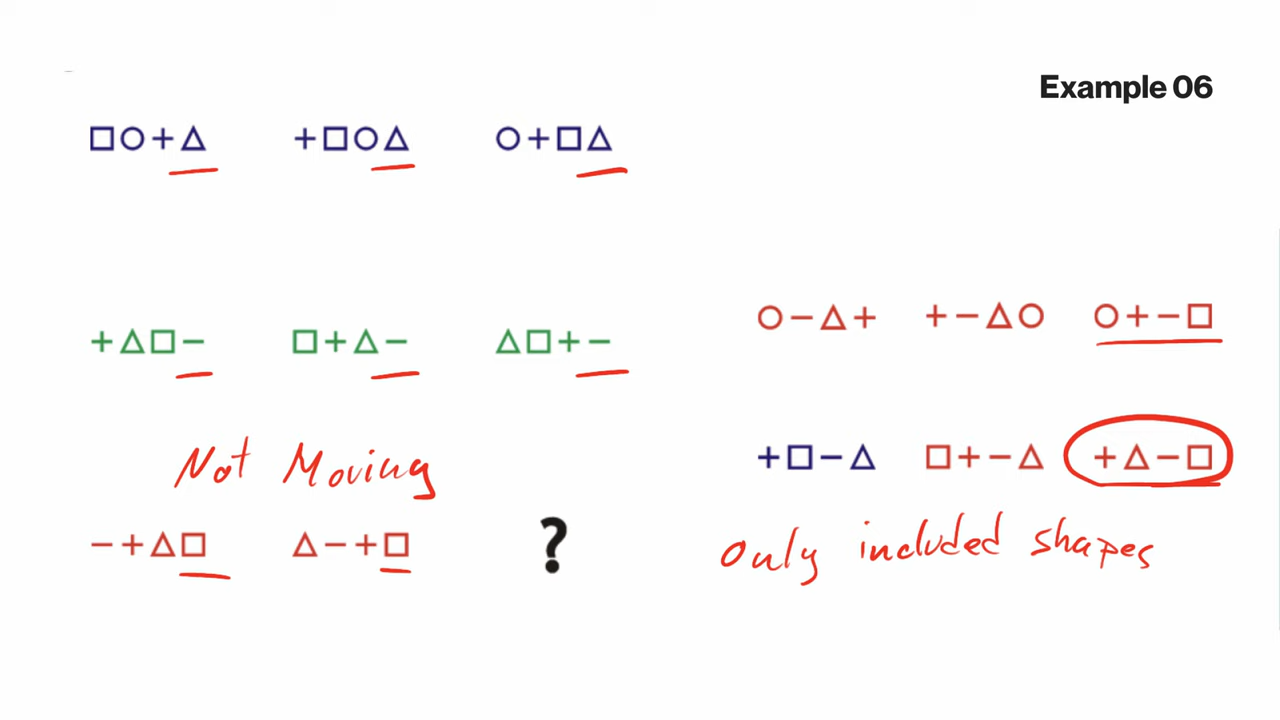 Example 06
□○+△ +□○△ ○+□△
+△□− □+△− △□+−
○−△+ +−△○ ○+−□
Not Moving
+□−△ □+−△ +△−□
−+△□ △−+□ ?
Only included shapes